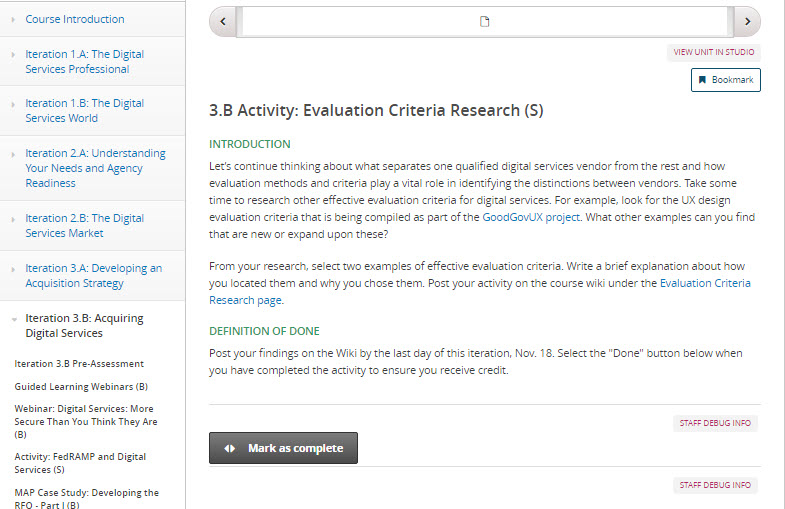 Course Introduction
Iteration 1.A: The Digital
Services Professional
Iteration 1.B: The Digital
Services World
Iteration 2.A: Understanding
Your Needs and Agency
Readiness
Iteration 2.B: The Digital
Services Market
Iteration 3.A: Developing an
Acquisition Strategy
Iteration 3.B: Acquiring
Digital Services
Iteration 3.B Pre-Assessment
Guided Learning Webinars (B)
Webinar: Digital Services: More
Secure Than You Think They Are
(B)
Activity: FedRAMP and Digital
Services (S)
MAP Case Study: Developing the
RFQ - Part I (B)
VIEW UNIT IN STUDIO
Bookmark
3.B Activity: Evaluation Criteria Research (S)
INTRODUCTION
Let's continue thinking about what separates one qualified digital services vendor from the rest and how
evaluation methods and criteria play a vital role in identifying the distinctions between vendors. Take some
time to research other effective evaluation criteria for digital services. For example, look for the UX design
evaluation criteria that is being compiled as part of the GoodGovUX project. What other examples can you find
that are new or expand upon these?
From your research, select two examples of effective evaluation criteria. Write a brief explanation about how
you located them and why you chose them. Post your activity on the course wiki under the Evaluation Criteria
Research page.
DEFINITION OF DONE
Post your findings on the Wiki by the last day of this iteration, Nov. 18. Select the "Done" button below when
you have completed the activity to ensure you receive credit.
STAFF DEBUG INFO
Mark as complete
STAFF DEBUG INFO